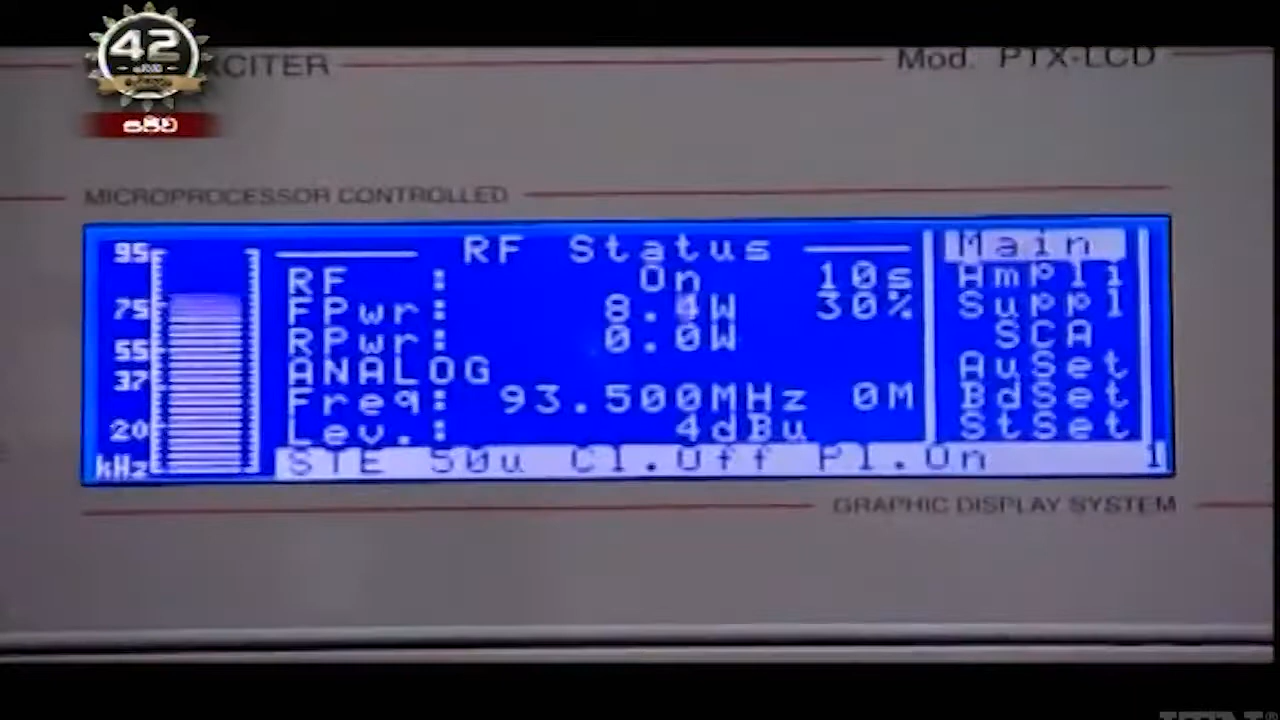 42
XCITER
Mod. PTX-LCD
MICROPROCESSOR CONTROLLED
95
75
55
37
20
kHz
RF Status
RF : On 10s
FPwr: 8.4W 30%
RPwr: 0.0W
ANALOG
Freq: 93.500MHz 0M
Lev.: 4dBu
STE 50u Cl.Off Pl.On 1
Main
Ampli
Suppl
SCA
AuSet
BdSet
StSet
GRAPHIC DISPLAY SYSTEM